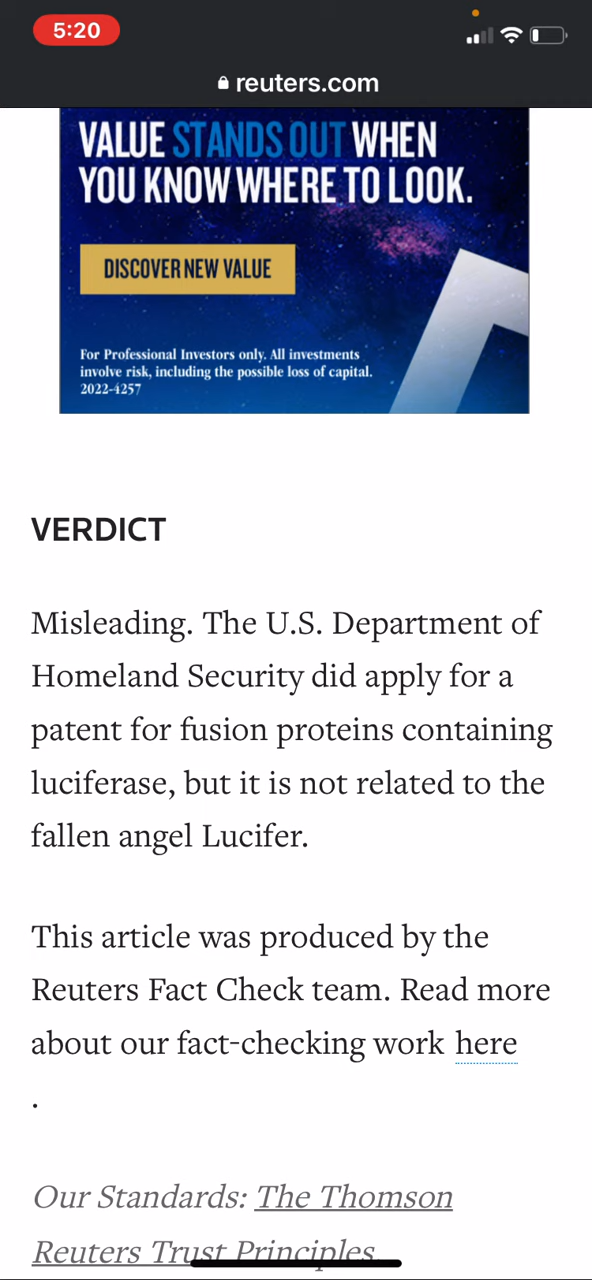 5:20
reuters.com
VALUE STANDS OUT WHEN
YOU KNOW WHERE TO LOOK.
DISCOVER NEW VALUE
For Professional Investors only. All investments
involve risk, including the possible loss of capital.
2022-4257
VERDICT
Misleading. The U.S. Department of
Homeland Security did apply for a
patent for fusion proteins containing
luciferase, but it is not related to the
fallen angel Lucifer.
This article was produced by the
Reuters Fact Check team. Read more
about our fact-checking work here
.
Our Standards: The Thomson
Reuters Trust Principles.